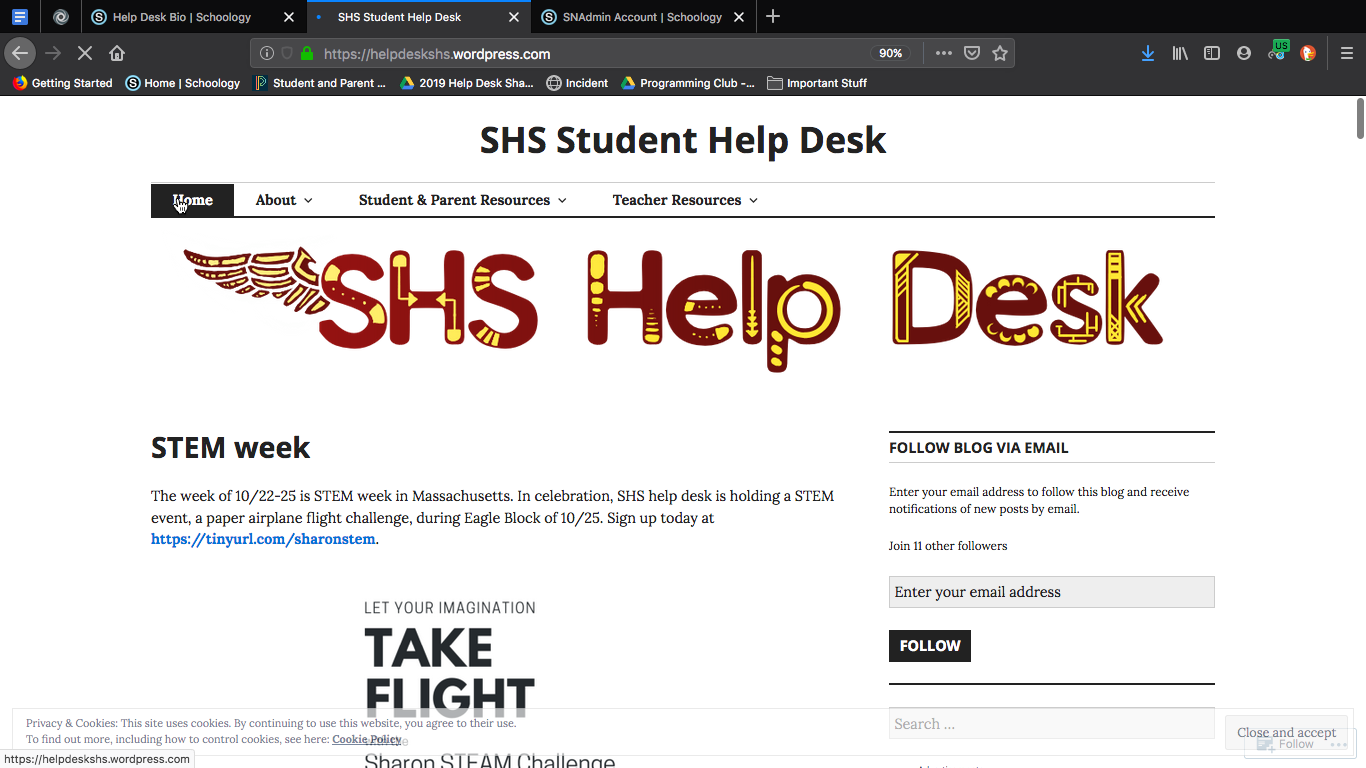 Help Desk Bio | Schoology
SHS Student Help Desk
SNAdmin Account | Schoology
https://helpdeskshs.wordpress.com
90%
US
Getting Started
Home | Schoology
Student and Parent ...
2019 Help Desk Sha...
Incident
Programming Club -...
Important Stuff
SHS Student Help Desk
Home
About
Student & Parent Resources
Teacher Resources
SHS Help Desk
STEM week
The week of 10/22-25 is STEM week in Massachusetts. In celebration, SHS help desk is holding a STEM
event, a paper airplane flight challenge, during Eagle Block of 10/25. Sign up today at
https://tinyurl.com/sharonstem.
LET YOUR IMAGINATION
TAKE
FLIGHT
Sharon STEAM Challenge
FOLLOW BLOG VIA EMAIL
Enter your email address to follow this blog and receive
notifications of new posts by email.
Join 11 other followers
Enter your email address
FOLLOW
Search ...
Privacy & Cookies: This site uses cookies. By continuing to use this website, you agree to their use.
To find out more, including how to control cookies, see here: Cookie Policy
Close and accept
Follow
https://helpdeskshs.wordpress.com